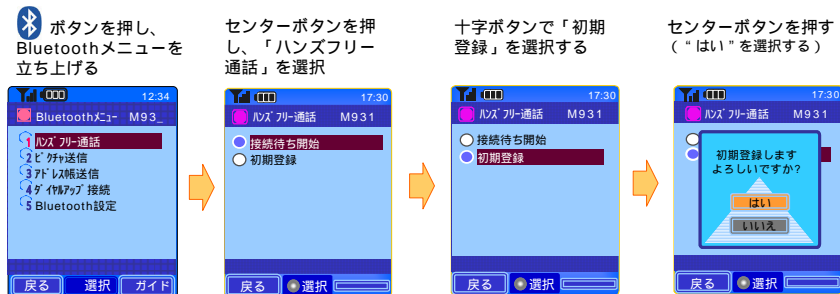 ボタンを押し、
Bluetoothメニューを
立ち上げる
12:34
Bluetoothﾒﾆｭｰ M93_
1 ﾊﾝｽﾞﾌﾘｰ通話
2 ﾋﾟｸﾁｬ送信
3 ｱﾄﾞﾚｽ帳送信
4 ﾀﾞｲﾔﾙｱｯﾌﾟ接続
5 Bluetooth設定
戻る 選択 ガイド
センターボタンを押
し、「ハンズフリー
通話」を選択
17:30
ﾊﾝｽﾞﾌﾘｰ通話 M931
接続待ち開始
初期登録
戻る 選択
十字ボタンで「初期
登録」を選択する
17:30
ﾊﾝｽﾞﾌﾘｰ通話 M931
接続待ち開始
初期登録
戻る 選択
センターボタンを押す
(“はい”を選択する)
17:30
ﾊﾝｽﾞﾌﾘｰ通話 M931
初期登録します
よろしいですか?
はい
いいえ
戻る 選択